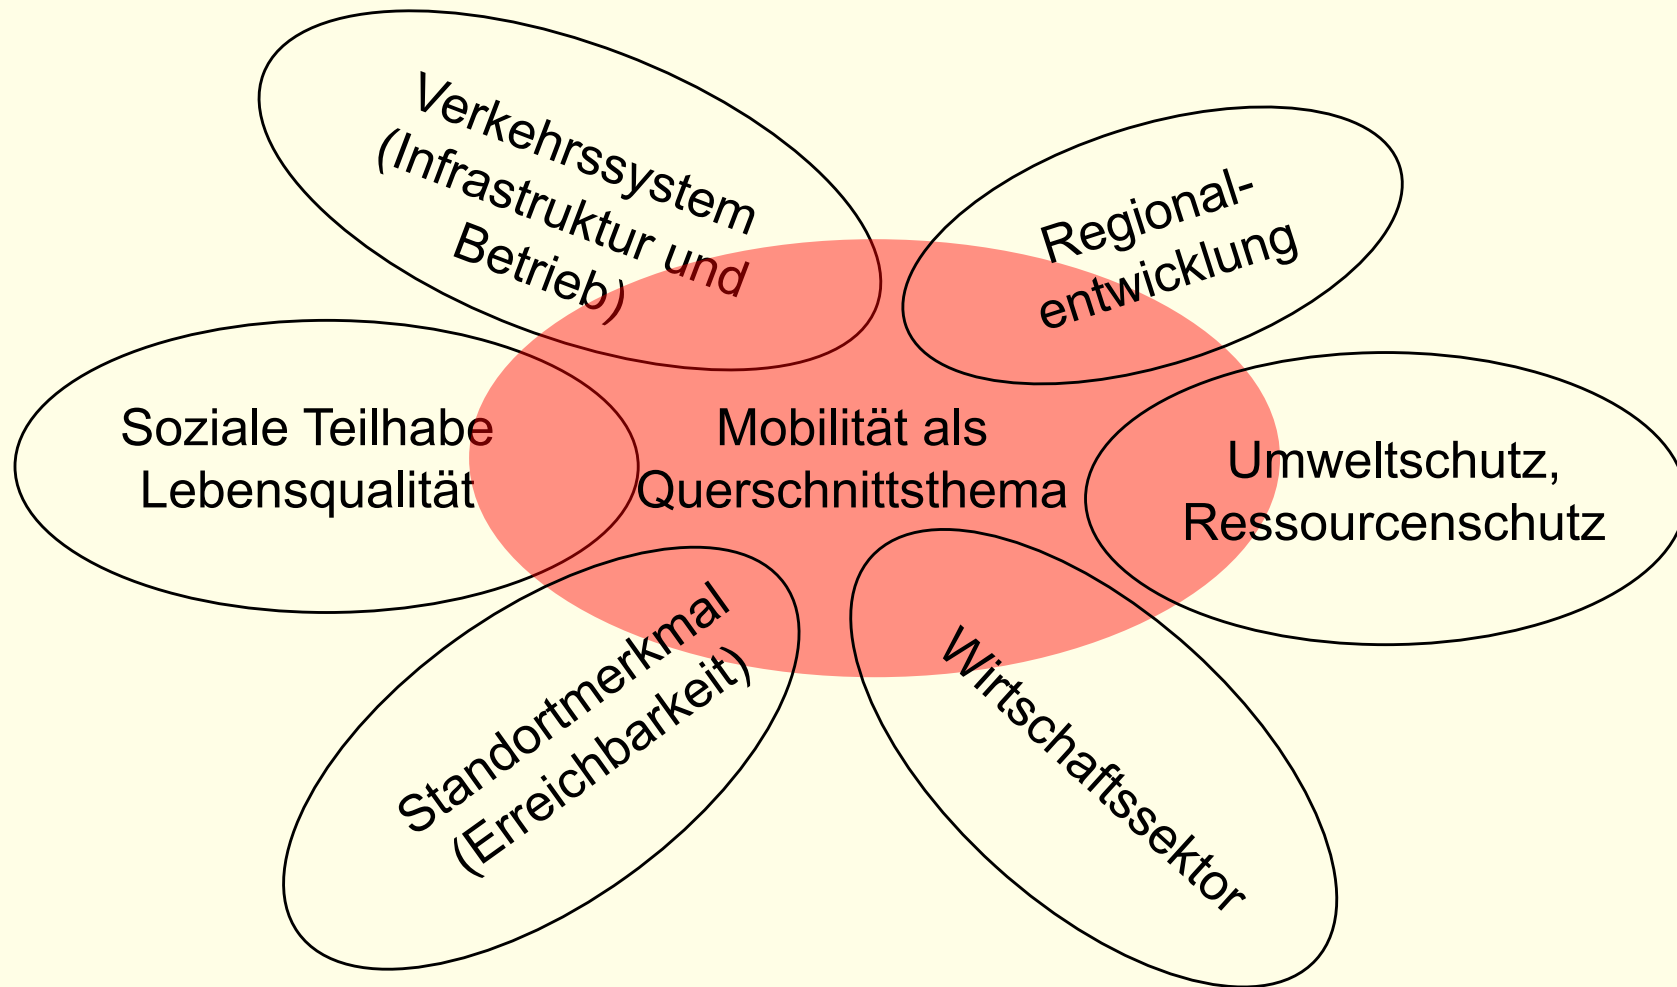 Verkehrssystem
(Infrastruktur und
Betrieb)
Regional-
entwicklung
Soziale Teilhabe
Lebensqualität
Mobilität als
Querschnittsthema
Umweltschutz,
Ressourcenschutz
Standortmerkmal
(Erreichbarkeit)
Wirtschaftssektor